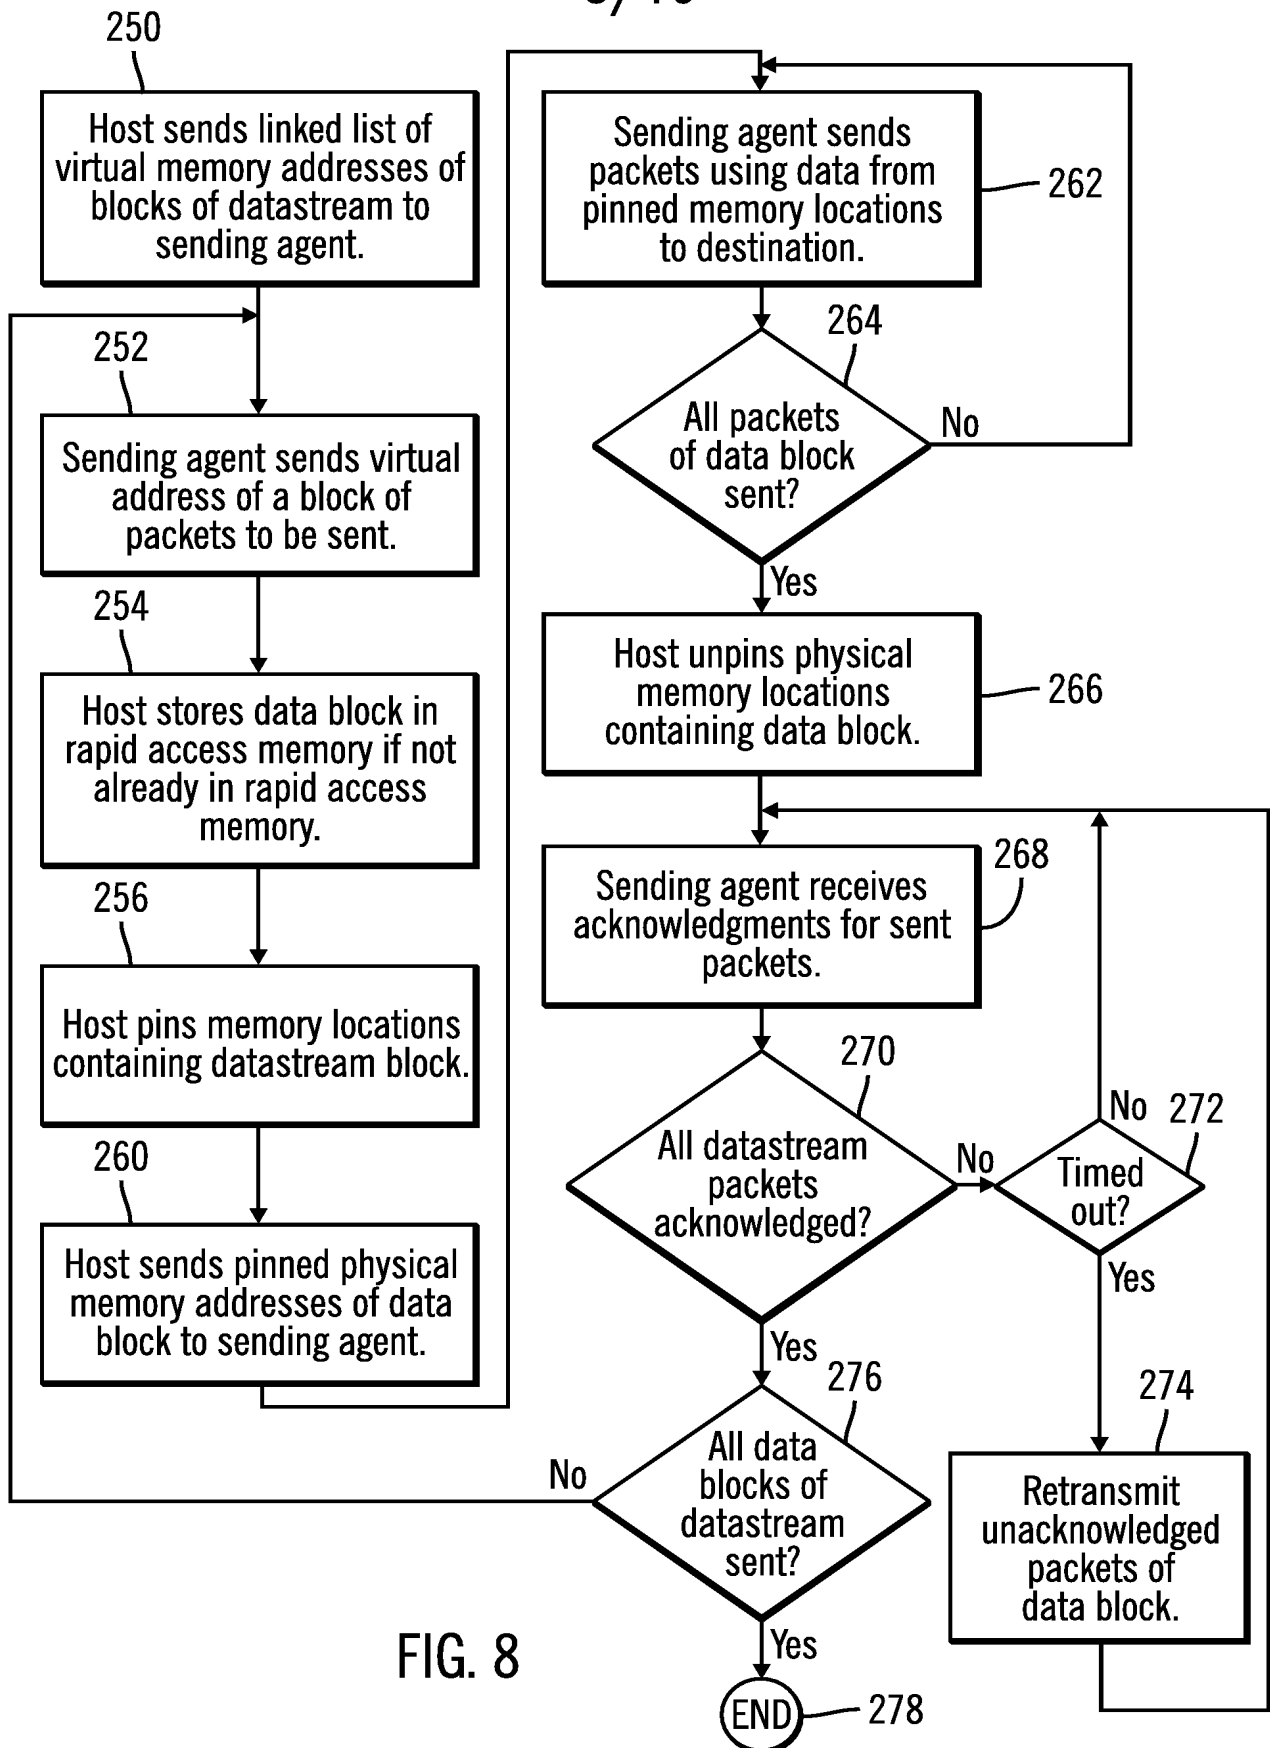 250
Host sends linked list of
virtual memory addresses of
blocks of datastream to
sending agent.
252
Sending agent sends virtual
address of a block of
packets to be sent.
254
Host stores data block in
rapid access memory if not
already in rapid access
memory.
256
Host pins memory locations
containing datastream block.
260
Host sends pinned physical
memory addresses of data
block to sending agent.
Sending agent sends
packets using data from
pinned memory locations
to destination.
262
264
All packets
of data block
sent?
No
Yes
Host unpins physical
memory locations
containing data block.
266
268
Sending agent receives
acknowledgments for sent
packets.
270
All datastream
packets
acknowledged?
No
No
272
Timed
out?
Yes
Yes
274
Retransmit
unacknowledged
packets of
data block.
276
All data
blocks of
datastream
sent?
No
Yes
END
278
FIG. 8